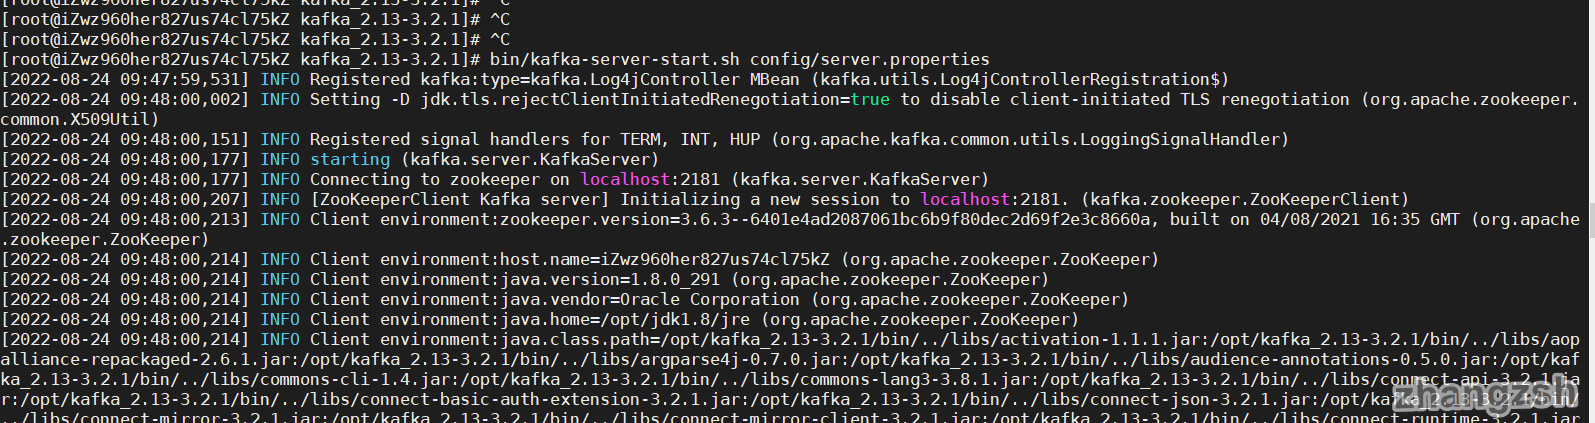 [root@iZwz960her827us74cl75kZ kafka_2.13-3.2.1]# ^C
[root@iZwz960her827us74cl75kZ kafka_2.13-3.2.1]# ^C
[root@iZwz960her827us74cl75kZ kafka_2.13-3.2.1]# ^C
[root@iZwz960her827us74cl75kZ kafka_2.13-3.2.1]# bin/kafka-server-start.sh config/server.properties
[2022-08-24 09:47:59,531] INFO Registered kafka:type=kafka.Log4jController MBean (kafka.utils.Log4jControllerRegistration$)
[2022-08-24 09:48:00,002] INFO Setting -D jdk.tls.rejectClientInitiatedRenegotiation=true to disable client-initiated TLS renegotiation (org.apache.zookeeper.
common.X509Util)
[2022-08-24 09:48:00,151] INFO Registered signal handlers for TERM, INT, HUP (org.apache.kafka.common.utils.LoggingSignalHandler)
[2022-08-24 09:48:00,177] INFO starting (kafka.server.KafkaServer)
[2022-08-24 09:48:00,177] INFO Connecting to zookeeper on localhost:2181 (kafka.server.KafkaServer)
[2022-08-24 09:48:00,207] INFO [ZooKeeperClient Kafka server] Initializing a new session to localhost:2181. (kafka.zookeeper.ZooKeeperClient)
[2022-08-24 09:48:00,213] INFO Client environment:zookeeper.version=3.6.3--6401e4ad2087061bc6b9f80dec2d69f2e3c8660a, built on 04/08/2021 16:35 GMT (org.apache
.zookeeper.ZooKeeper)
[2022-08-24 09:48:00,214] INFO Client environment:host.name=iZwz960her827us74cl75kZ (org.apache.zookeeper.ZooKeeper)
[2022-08-24 09:48:00,214] INFO Client environment:java.version=1.8.0_291 (org.apache.zookeeper.ZooKeeper)
[2022-08-24 09:48:00,214] INFO Client environment:java.vendor=Oracle Corporation (org.apache.zookeeper.ZooKeeper)
[2022-08-24 09:48:00,214] INFO Client environment:java.home=/opt/jdk1.8/jre (org.apache.zookeeper.ZooKeeper)
[2022-08-24 09:48:00,214] INFO Client environment:java.class.path=/opt/kafka_2.13-3.2.1/bin/../libs/activation-1.1.1.jar:/opt/kafka_2.13-3.2.1/bin/../libs/aop
alliance-repackaged-2.6.1.jar:/opt/kafka_2.13-3.2.1/bin/../libs/argparse4j-0.7.0.jar:/opt/kafka_2.13-3.2.1/bin/../libs/audience-annotations-0.5.0.jar:/opt/kaf
ka_2.13-3.2.1/bin/../libs/commons-cli-1.4.jar:/opt/kafka_2.13-3.2.1/bin/../libs/commons-lang3-3.8.1.jar:/opt/kafka_2.13-3.2.1/bin/../libs/connect-api-3.2.1.ja
r:/opt/kafka_2.13-3.2.1/bin/../libs/connect-basic-auth-extension-3.2.1.jar:/opt/kafka_2.13-3.2.1/bin/../libs/connect-json-3.2.1.jar:/opt/kafka_2.13-3.2.1/bin/
../libs/connect-mirror-3.2.1.jar:/opt/kafka_2.13-3.2.1/bin/../libs/connect-mirror-client-3.2.1.jar:/opt/kafka_2.13-3.2.1/bin/../libs/connect-runtime-3.2.1.jar
zhangzsh